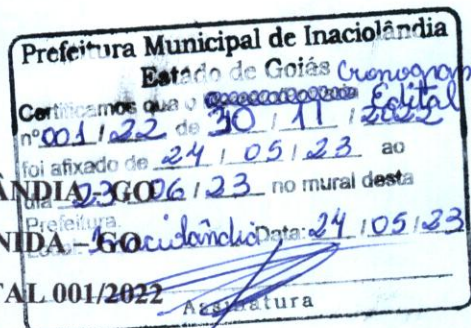 Prefeitura Municipal de Inaciolândia
Estado de Goiás Cronograma
Certificamos que o Edital
nº 001/22 de 30/11/2022
foi afixado de 24/05/23 ao
ÂNDIA - GO dia 23/06/23 no mural desta
Prefeitura.
NIDA – GO Inaciolândia Data: 24/05/23
TAL 001/2022
Assinatura